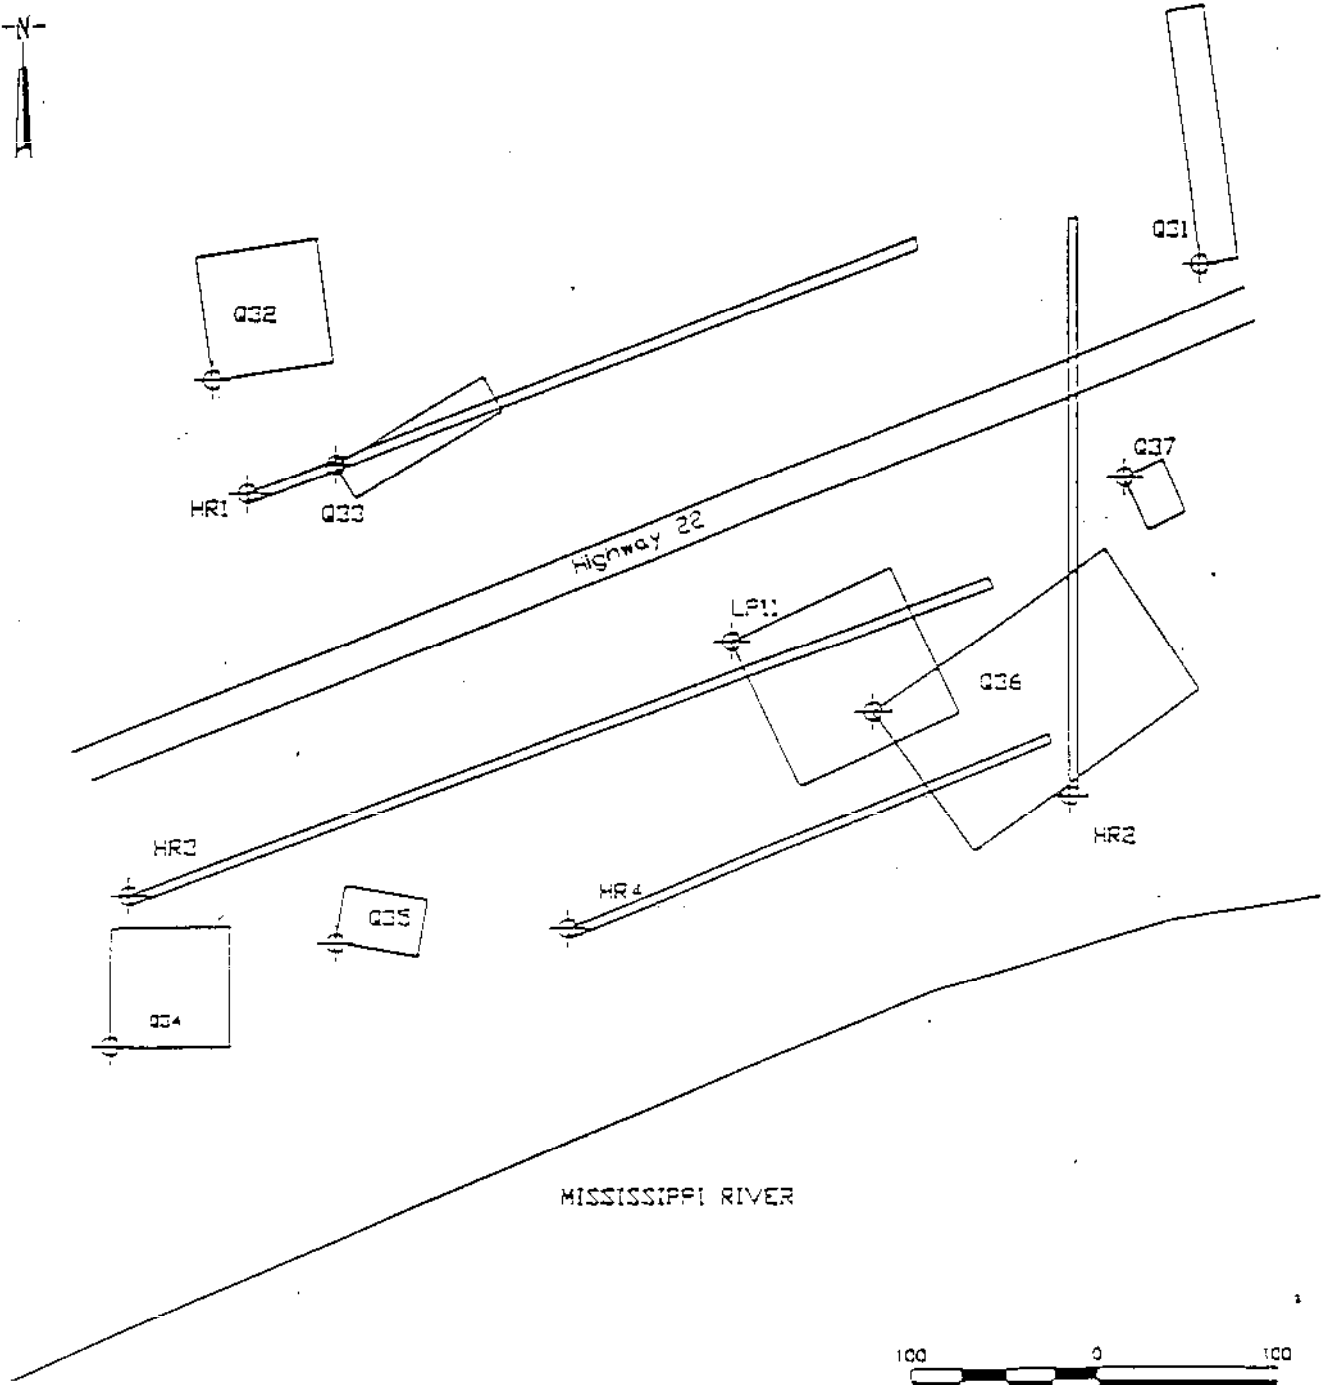 -N-
Q31
Q32
Q37
HR1
Q33
Highway 22
LP11
Q36
HR2
HR3
HR4
Q35
Q34
MISSISSIPPI RIVER
100 0 100